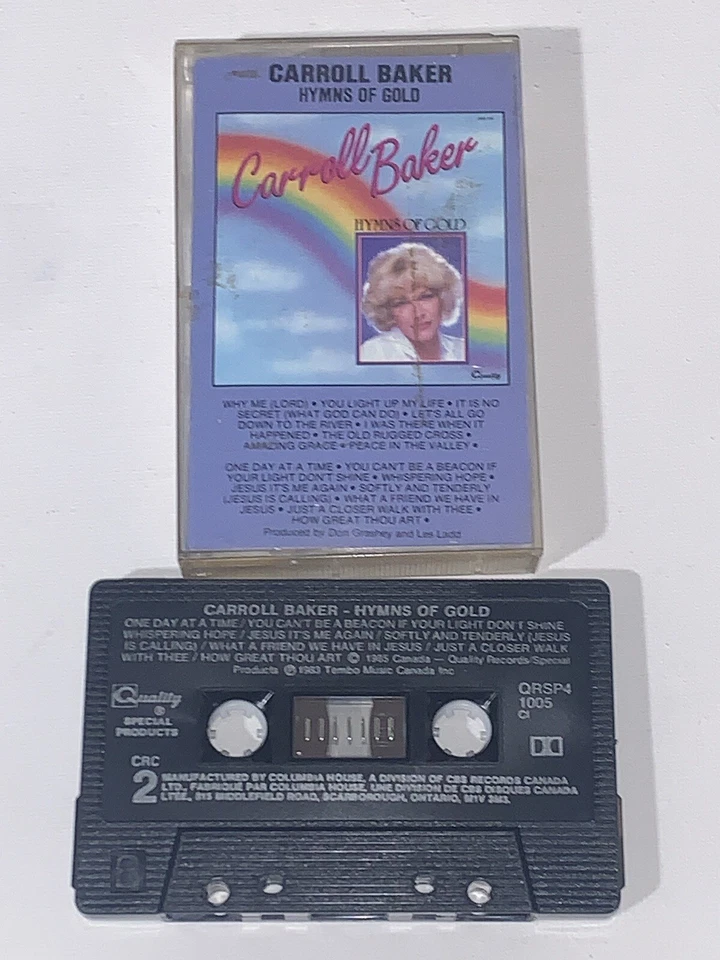 CARROLL BAKER
HYMNS OF GOLD
Carroll Baker
HYMNS OF GOLD
Quality
WHY ME (LORD) • YOU LIGHT UP MY LIFE • IT IS NO
SECRET (WHAT GOD CAN DO) • LET'S ALL GO
DOWN TO THE RIVER • I WAS THERE WHEN IT
HAPPENED • THE OLD RUGGED CROSS •
AMAZING GRACE • PEACE IN THE VALLEY •
ONE DAY AT A TIME • YOU CAN'T BE A BEACON IF
YOUR LIGHT DON'T SHINE • WHISPERING HOPE •
JESUS IT'S ME AGAIN • SOFTLY AND TENDERLY
(JESUS IS CALLING) • WHAT A FRIEND WE HAVE IN
JESUS • JUST A CLOSER WALK WITH THEE •
HOW GREAT THOU ART •
Produced by Don Grashey and Les Ladd
CARROLL BAKER - HYMNS OF GOLD
ONE DAY AT A TIME / YOU CAN'T BE A BEACON IF YOUR LIGHT DON'T SHINE
WHISPERING HOPE / JESUS IT'S ME AGAIN / SOFTLY AND TENDERLY (JESUS
IS CALLING) / WHAT A FRIEND WE HAVE IN JESUS / JUST A CLOSER WALK
WITH THEE / HOW GREAT THOU ART © 1985 Canada — Quality Records/Special
Products ℗ 1983 Tembo Music Canada Inc
Quality
®
SPECIAL
PRODUCTS
QRSP4
1005
CI
CRC
2
MANUFACTURED BY COLUMBIA HOUSE, A DIVISION OF CBS RECORDS CANADA
LTD., FABRIQUÉ PAR COLUMBIA HOUSE, UNE DIVISION DE CBS DISQUES CANADA
LTÉE, 815 MIDDLEFIELD ROAD, SCARBOROUGH, ONTARIO, M1V 3M3.